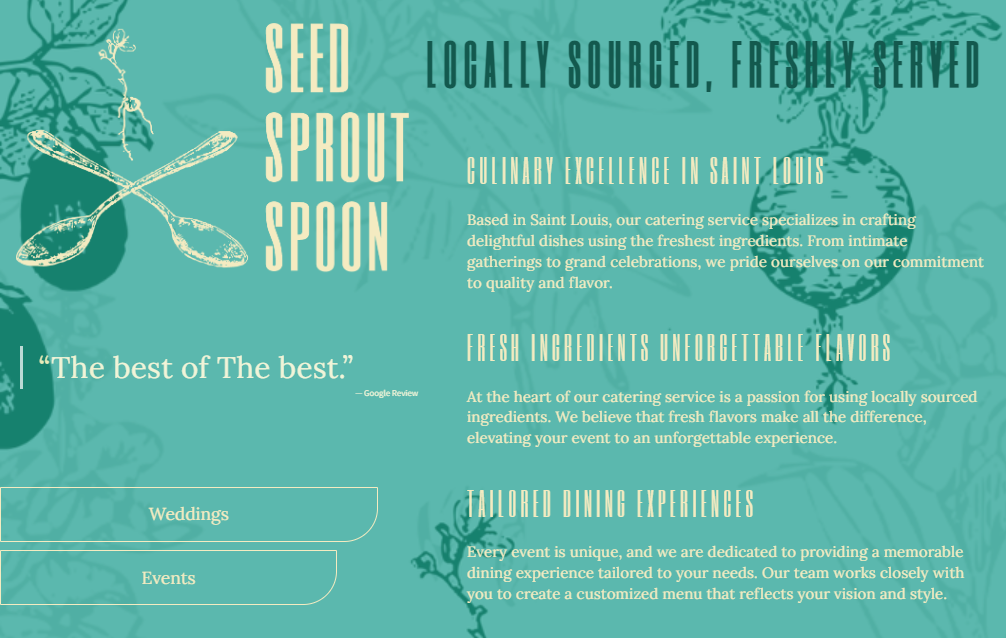 SEED
SPROUT
SPOON
LOCALLY SOURCED, FRESHLY SERVED
“The best of The best.”
— Google Review
Weddings
Events
CULINARY EXCELLENCE IN SAINT LOUIS
Based in Saint Louis, our catering service specializes in crafting
delightful dishes using the freshest ingredients. From intimate
gatherings to grand celebrations, we pride ourselves on our commitment
to quality and flavor.
FRESH INGREDIENTS UNFORGETTABLE FLAVORS
At the heart of our catering service is a passion for using locally sourced
ingredients. We believe that fresh flavors make all the difference,
elevating your event to an unforgettable experience.
TAILORED DINING EXPERIENCES
Every event is unique, and we are dedicated to providing a memorable
dining experience tailored to your needs. Our team works closely with
you to create a customized menu that reflects your vision and style.